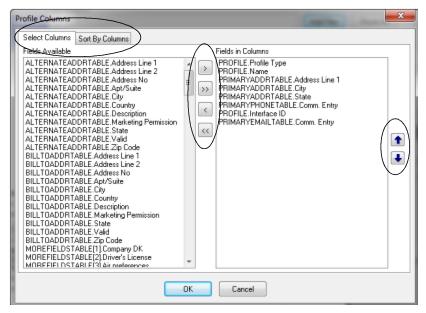 Profile Columns
Select Columns
Sort By Columns
Fields Available
ALTERNATEADDRTABLE.Address Line 1
ALTERNATEADDRTABLE.Address Line 2
ALTERNATEADDRTABLE.Address No
ALTERNATEADDRTABLE.Apt/Suite
ALTERNATEADDRTABLE.City
ALTERNATEADDRTABLE.Country
ALTERNATEADDRTABLE.Description
ALTERNATEADDRTABLE.Marketing Permission
ALTERNATEADDRTABLE.State
ALTERNATEADDRTABLE.Valid
ALTERNATEADDRTABLE.Zip Code
BILLTOADDRTABLE.Address Line 1
BILLTOADDRTABLE.Address Line 2
BILLTOADDRTABLE.Address No
BILLTOADDRTABLE.Apt/Suite
BILLTOADDRTABLE.City
BILLTOADDRTABLE.Country
BILLTOADDRTABLE.Description
BILLTOADDRTABLE.Marketing Permission
BILLTOADDRTABLE.State
BILLTOADDRTABLE.Valid
BILLTOADDRTABLE.Zip Code
MOREFIELDSTABLE[1].Company DK
MOREFIELDSTABLE[2].Driver's License
MOREFIELDSTABLE[3].Air preferences
>
>>
<
<<
Fields in Columns
PROFILE.Profile Type
PROFILE.Name
PRIMARYADDRTABLE.Address Line 1
PRIMARYADDRTABLE.City
PRIMARYADDRTABLE.State
PRIMARYPHONETABLE.Comm. Entry
PROFILE.Interface ID
PRIMARYEMAILTABLE.Comm. Entry
OK
Cancel